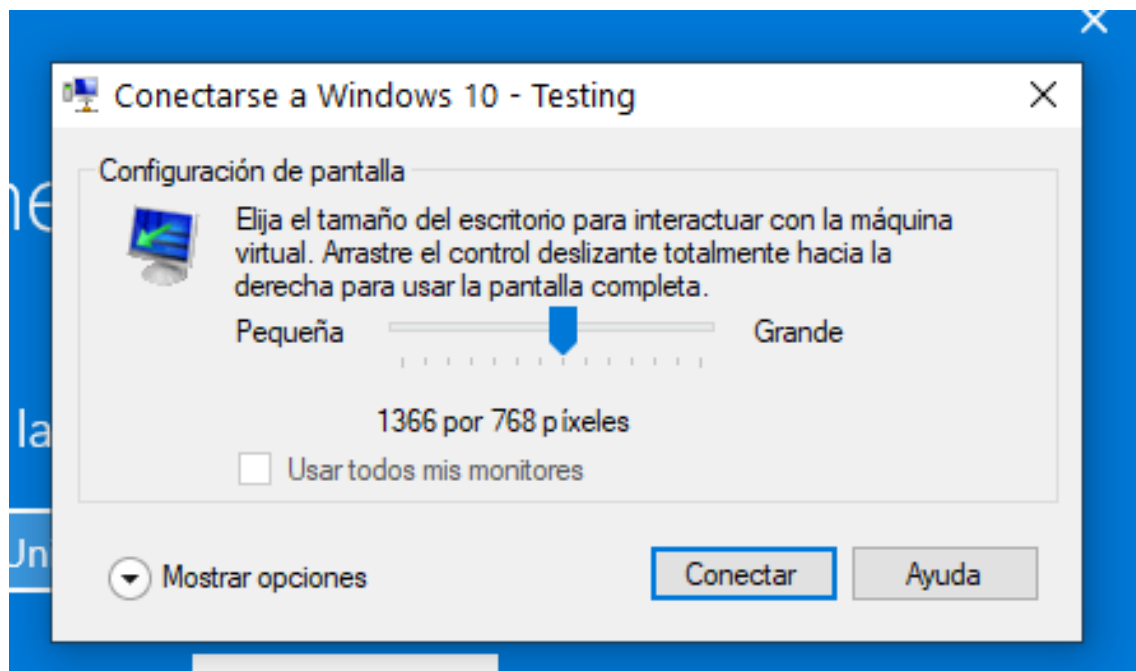 Conectarse a Windows 10 - Testing
Configuración de pantalla
Elija el tamaño del escritorio para interactuar con la máquina
virtual. Arrastre el control deslizante totalmente hacia la
derecha para usar la pantalla completa.
Pequeña Grande
1366 por 768 píxeles
la
Usar todos mis monitores
Uni
Mostrar opciones Conectar Ayuda